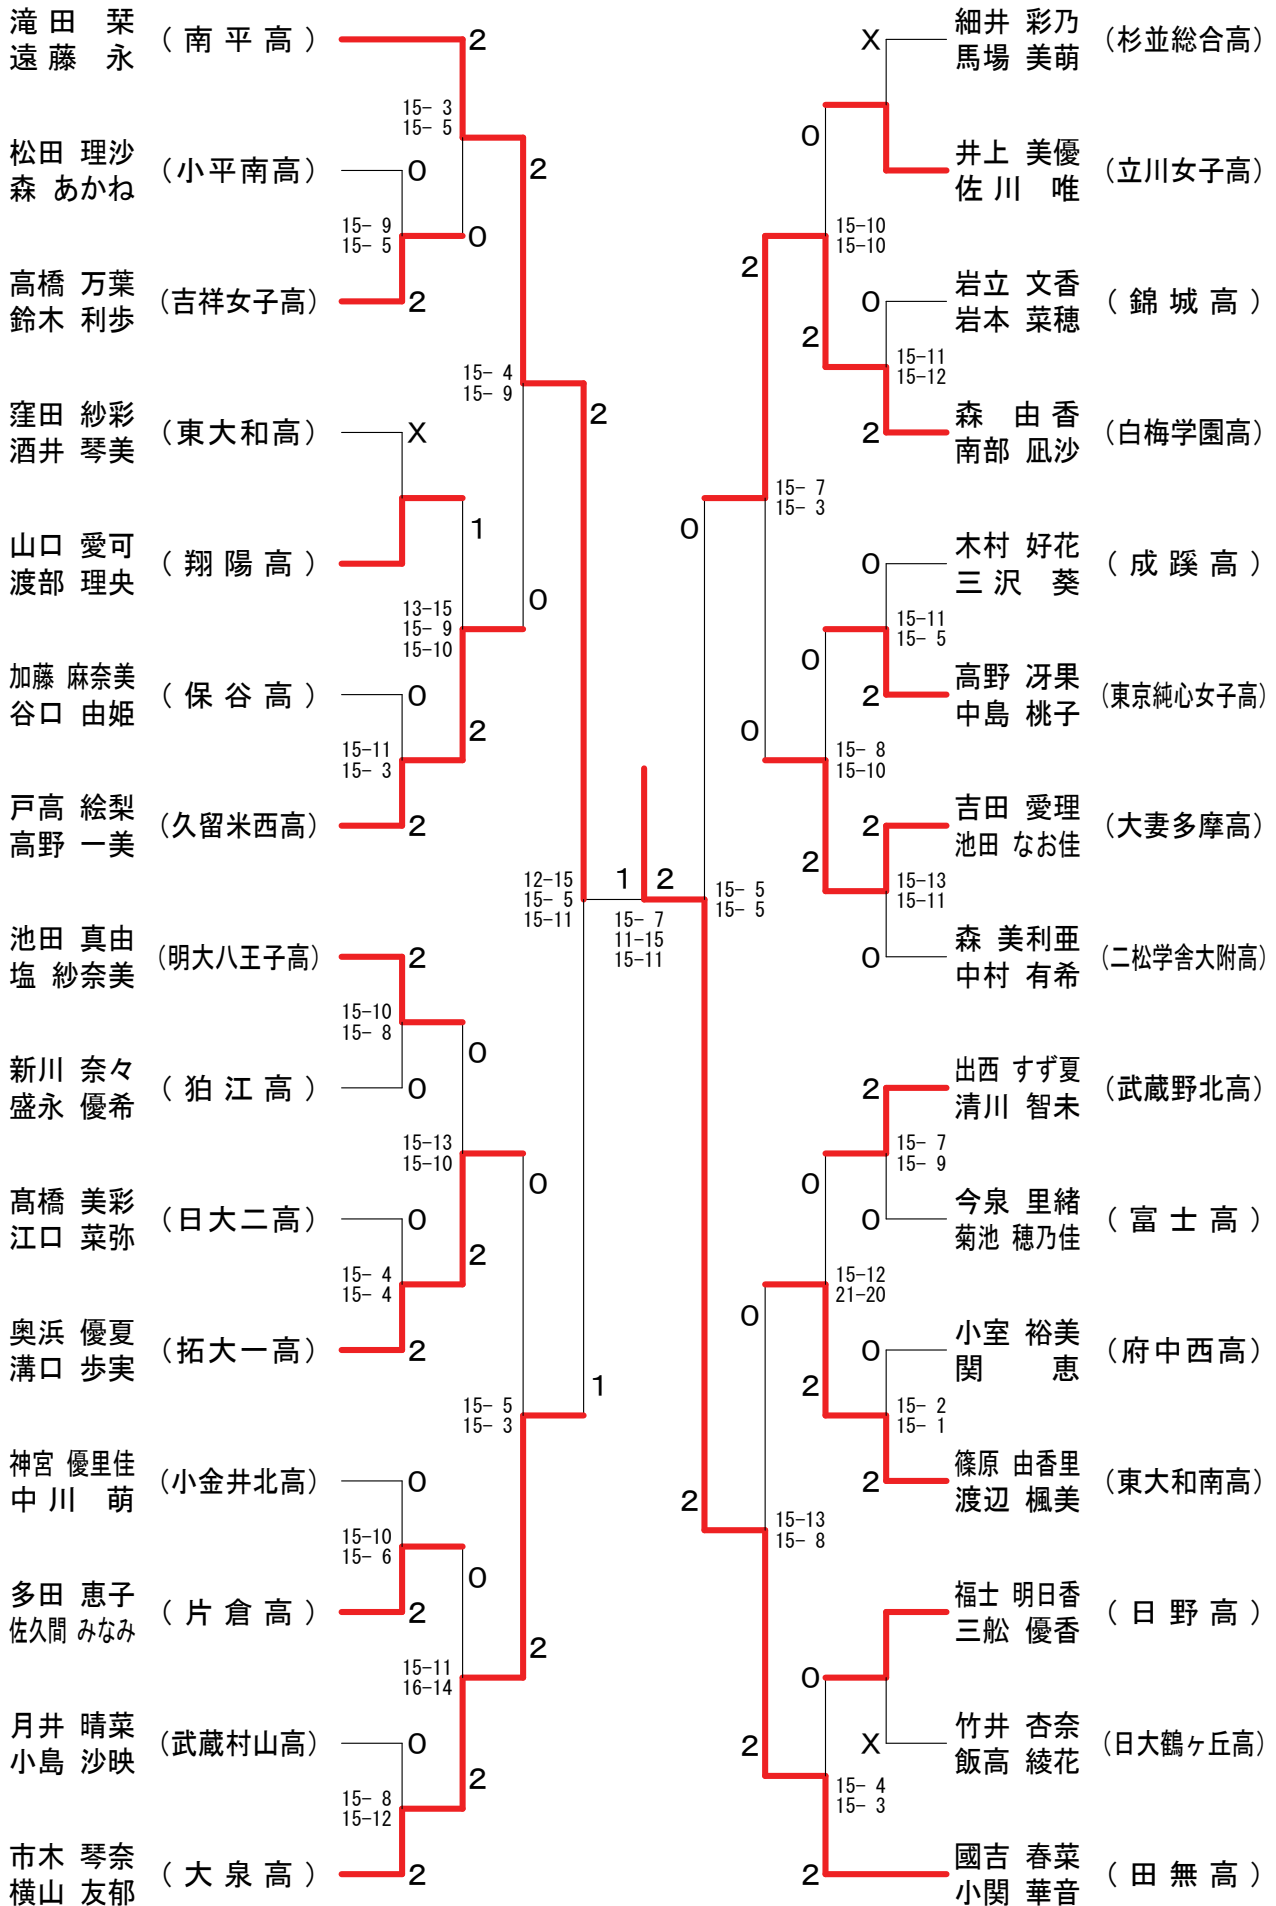 滝田 栞
遠藤 永
(南平高)
2
15- 3
15- 5
松田 理沙
森 あかね
(小平南高)
0
2
15- 9
15- 5
0
高橋 万葉
鈴木 利歩
(吉祥女子高)
2
15- 4
15- 9
窪田 紗彩
酒井 琴美
(東大和高)
X
2
1
山口 愛可
渡部 理央
(翔陽高)
0
13-15
15- 9
15-10
加藤 麻奈美
谷口 由姫
(保谷高)
0
2
15-11
15- 3
戸高 絵梨
高野 一美
(久留米西高)
2
12-15
15- 5
15-11
池田 真由
塩 紗奈美
(明大八王子高)
2
15-10
15- 8
0
新川 奈々
盛永 優希
(狛江高)
0
15-13
15-10
0
髙橋 美彩
江口 菜弥
(日大二高)
0
2
15- 4
15- 4
奥浜 優夏
溝口 歩実
(拓大一高)
2
1
15- 5
15- 3
神宮 優里佳
中川 萌
(小金井北高)
0
15-10
15- 6
0
多田 恵子
佐久間 みなみ
(片倉高)
2
2
15-11
16-14
月井 晴菜
小島 沙映
(武蔵村山高)
0
2
15- 8
15-12
市木 琴奈
横山 友郁
(大泉高)
2
1
2
15- 7
11-15
15-11
X
細井 彩乃
馬場 美萌
(杉並総合高)
0
井上 美優
佐川 唯
(立川女子高)
15-10
15-10
2
0
岩立 文香
岩本 菜穂
(錦城高)
2
15-11
15-12
2
森 由香
南部 凪沙
(白梅学園高)
15- 7
15- 3
0
0
木村 好花
三沢 葵
(成蹊高)
15-11
15- 5
0
2
高野 冴果
中島 桃子
(東京純心女子高)
0
15- 8
15-10
2
吉田 愛理
池田 なお佳
(大妻多摩高)
2
15-13
15-11
15- 5
15- 5
0
森 美利亜
中村 有希
(二松学舎大附高)
2
出西 すず夏
清川 智未
(武蔵野北高)
15- 7
15- 9
0
0
今泉 里緒
菊池 穂乃佳
(富士高)
15-12
21-20
0
0
小室 裕美
関 恵
(府中西高)
2
15- 2
15- 1
2
篠原 由香里
渡辺 楓美
(東大和南高)
2
15-13
15- 8
福士 明日香
三舩 優香
(日野高)
0
2
X
竹井 杏奈
飯高 綾花
(日大鶴ヶ丘高)
15- 4
15- 3
2
國吉 春菜
小関 華音
(田無高)